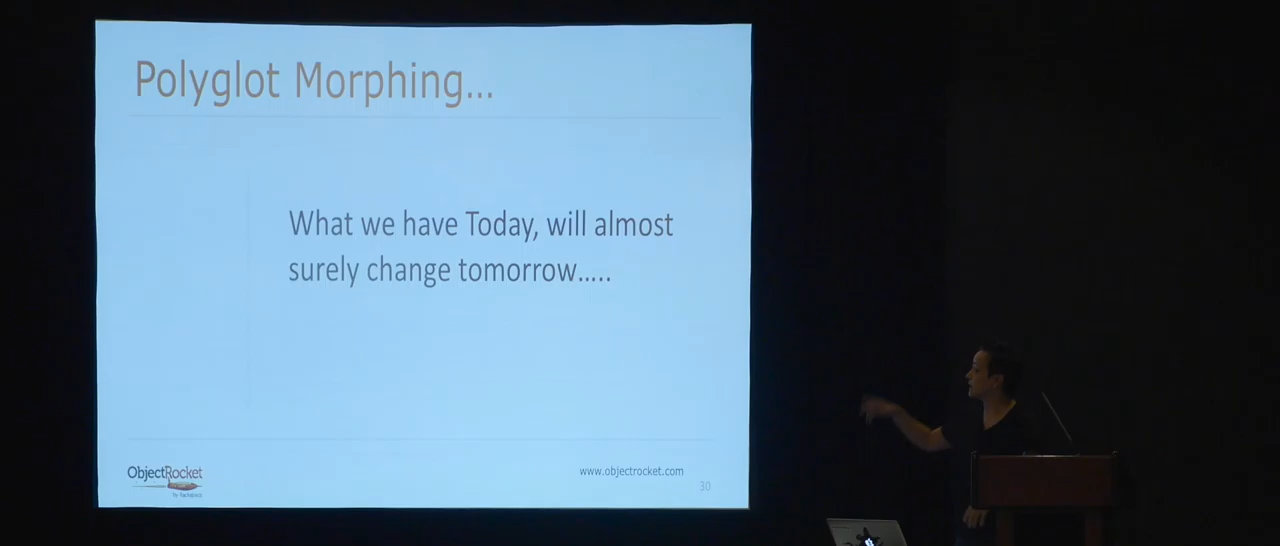 Polyglot Morphing...
What we have Today, will almost
surely change tomorrow.....
ObjectRocket
by Rackspace
www.objectrocket.com
30